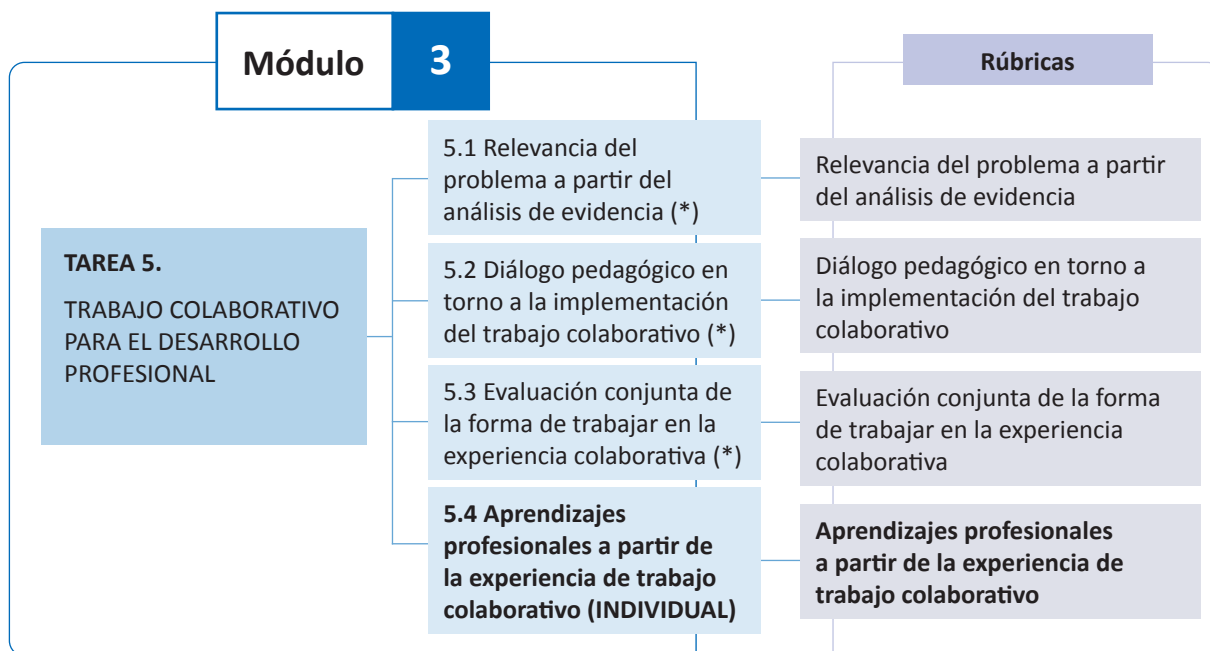 Módulo 3
Rúbricas
TAREA 5.
TRABAJO COLABORATIVO
PARA EL DESARROLLO
PROFESIONAL
5.1 Relevancia del
problema a partir del
análisis de evidencia (*)
Relevancia del problema a partir
del análisis de evidencia
5.2 Diálogo pedagógico en
torno a la implementación
del trabajo colaborativo (*)
Diálogo pedagógico en torno a
la implementación del trabajo
colaborativo
5.3 Evaluación conjunta de
la forma de trabajar en la
experiencia colaborativa (*)
Evaluación conjunta de la forma
de trabajar en la experiencia
colaborativa
5.4 Aprendizajes
profesionales a partir de
la experiencia de trabajo
colaborativo (INDIVIDUAL)
Aprendizajes profesionales
a partir de la experiencia de
trabajo colaborativo